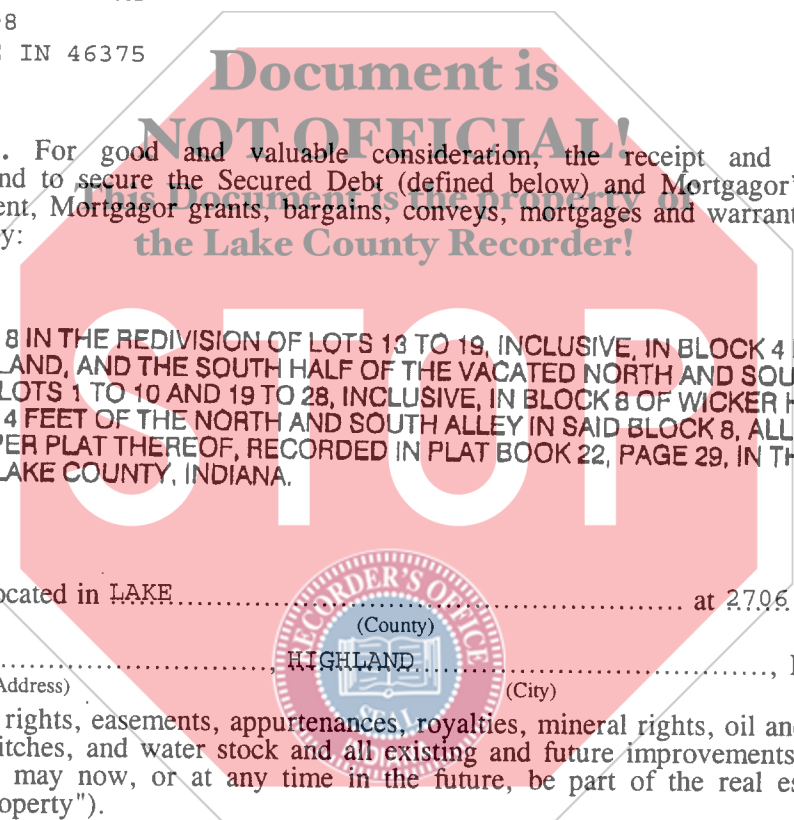 8
IN 46375
Document is
NOT OFFICIAL!
This Document is the property of
the Lake County Recorder!
STOP
. For good and valuable consideration, the receipt and
nd to secure the Secured Debt (defined below) and Mortgagor'
ent, Mortgagor grants, bargains, conveys, mortgages and warrant
y:
8 IN THE REDIVISION OF LOTS 13 TO 19, INCLUSIVE, IN BLOCK 4
LAND, AND THE SOUTH HALF OF THE VACATED NORTH AND SOU
LOTS 1 TO 10 AND 19 TO 28, INCLUSIVE, IN BLOCK 8 OF WICKER H
4 FEET OF THE NORTH AND SOUTH ALLEY IN SAID BLOCK 8, ALL
PER PLAT THEREOF, RECORDED IN PLAT BOOK 22, PAGE 29, IN TH
LAKE COUNTY, INDIANA.
ocated in LAKE ........ at 2706
(County)
RECORDER'S OFFICE
SEAL
........, HIGHLAND ........,
Address) (City)
rights, easements, appurtenances, royalties, mineral rights, oil and
itches, and water stock and all existing and future improvements
may now, or at any time in the future, be part of the real es
operty").